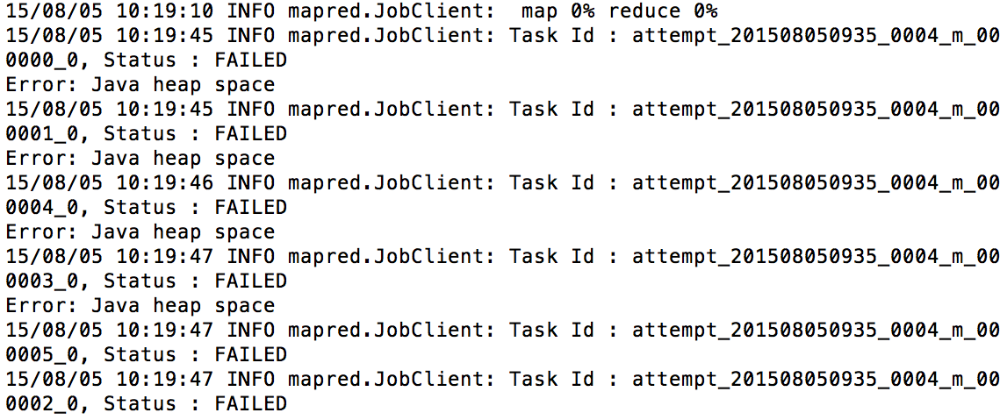 15/08/05 10:19:10 INFO mapred.JobClient:  map 0% reduce 0%
15/08/05 10:19:45 INFO mapred.JobClient: Task Id : attempt_201508050935_0004_m_00
0000_0, Status : FAILED
Error: Java heap space
15/08/05 10:19:45 INFO mapred.JobClient: Task Id : attempt_201508050935_0004_m_00
0001_0, Status : FAILED
Error: Java heap space
15/08/05 10:19:46 INFO mapred.JobClient: Task Id : attempt_201508050935_0004_m_00
0004_0, Status : FAILED
Error: Java heap space
15/08/05 10:19:47 INFO mapred.JobClient: Task Id : attempt_201508050935_0004_m_00
0003_0, Status : FAILED
Error: Java heap space
15/08/05 10:19:47 INFO mapred.JobClient: Task Id : attempt_201508050935_0004_m_00
0005_0, Status : FAILED
15/08/05 10:19:47 INFO mapred.JobClient: Task Id : attempt_201508050935_0004_m_00
0002_0, Status : FAILED